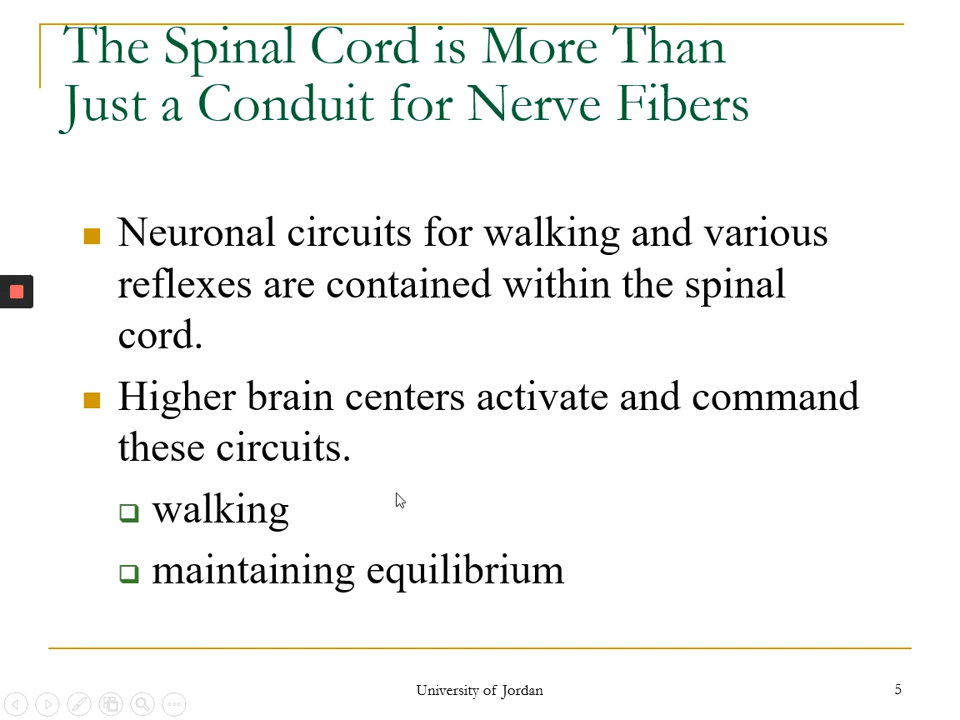 The Spinal Cord is More Than
Just a Conduit for Nerve Fibers
Neuronal circuits for walking and various
reflexes are contained within the spinal
cord.
Higher brain centers activate and command
these circuits.
walking
maintaining equilibrium
University of Jordan
5